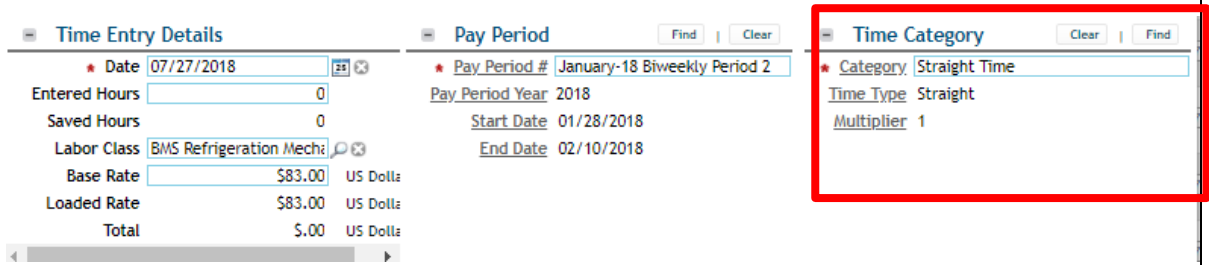 Time Entry Details
* Date 07/27/2018
Entered Hours 0
Saved Hours 0
Labor Class BMS Refrigeration Mecha
Base Rate $83.00 US Dolla
Loaded Rate $83.00 US Dolla
Total $.00 US Dolla
Pay Period Find | Clear
* Pay Period # January-18 Biweekly Period 2
Pay Period Year 2018
Start Date 01/28/2018
End Date 02/10/2018
Time Category Clear | Find
* Category Straight Time
Time Type Straight
Multiplier 1